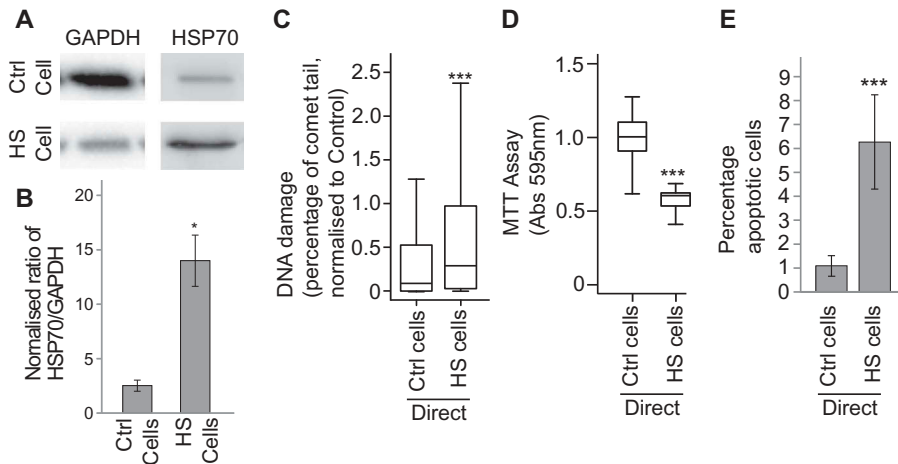 A
GAPDH HSP70
Ctrl
Cell
HS
Cell
B
Nomalised ratio of
HSP70/GAPDH
20
15
10
5
0
*
Ctrl
Cells
HS
Cells
C
DNA damage
(percentage of comet tail,
normalised to Control)
2.5
2.0
1.5
1.0
0.5
0
***
Ctrl cells
HS cells
Direct
D
MTT Assay
(Abs 595nm)
1.5
1.0
0.5
0
***
Ctrl cells
HS cells
Direct
E
Percentage
apoptotic cells
9
8
7
6
5
4
3
2
1
0
***
Ctrl cells
HS cells
Direct